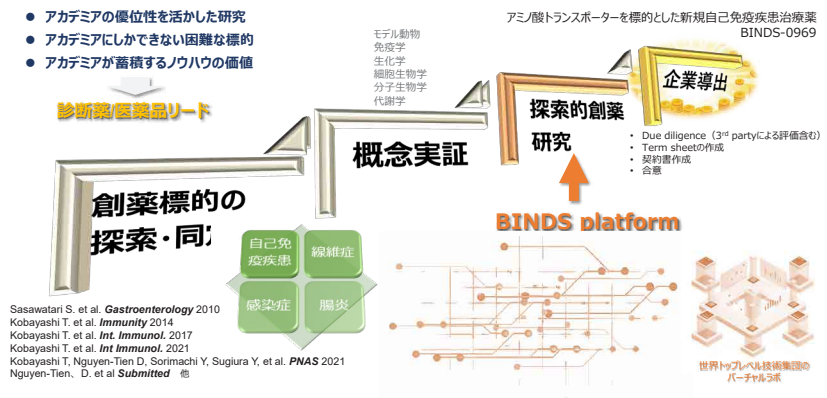 ● アカデミアの優位性を活かした研究
● アカデミアにしかできない困難な標的
● アカデミアが蓄積するノウハウの価値
診断薬/医薬品リード
アミノ酸トランスポーターを標的とした新規自己免疫疾患治療薬
BINDS-0969
モデル動物
免疫学
生化学
細胞生物学
分子生物学
代謝学
創薬標的の
探索・同
概念実証
探索的創薬
研究
企業導出
• Due diligence（3rd partyによる評価含む）
• Term sheetの作成
• 契約書作成
• 合意
BINDS platform
自己免
疫疾患
線維症
感染症
腸炎
Sasawatari S. et al. Gastroenterology 2010
Kobayashi T. et al. Immunity 2014
Kobayashi T. et al. Int. Immunol. 2017
Kobayashi T. et al. Int Immunol. 2021
Kobayashi T, Nguyen-Tien D, Sorimachi Y, Sugiura Y, et al. PNAS 2021
Nguyen-Tien、D. et al Submitted 他
世界トップレベル技術集団の
バーチャルラボ